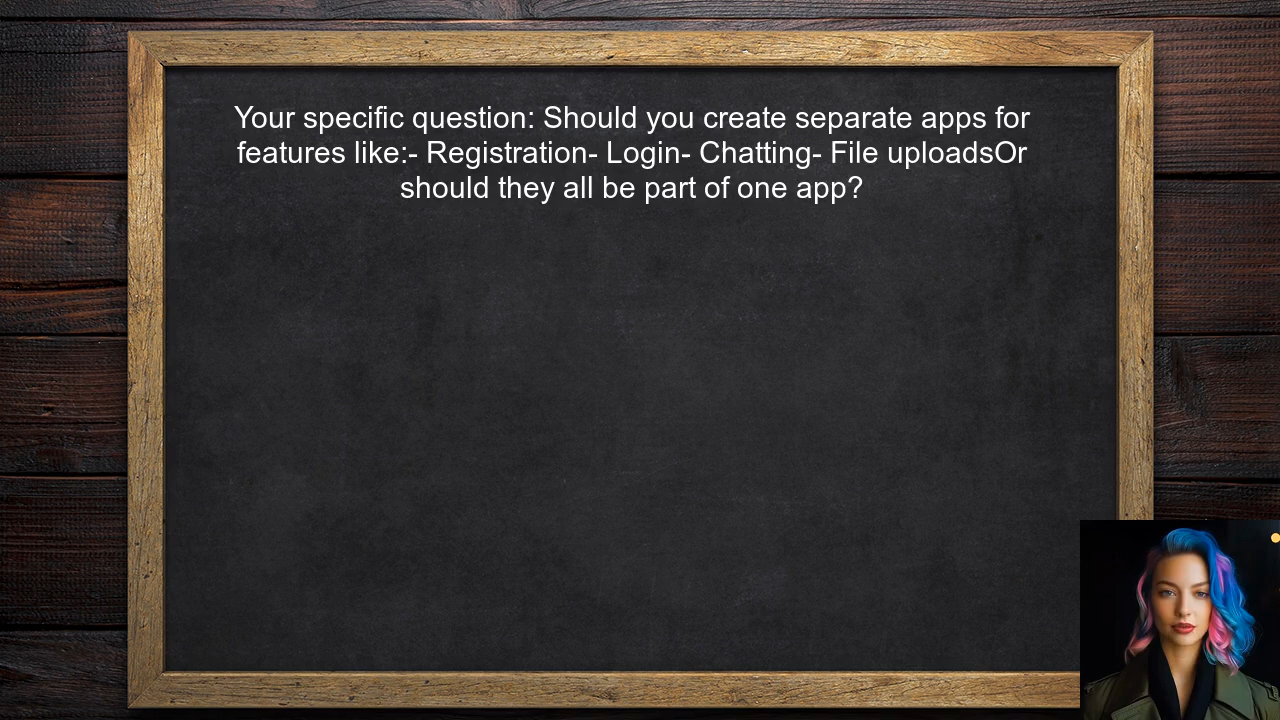 Your specific question: Should you create separate apps for
features like:- Registration- Login- Chatting- File uploadsOr
should they all be part of one app?